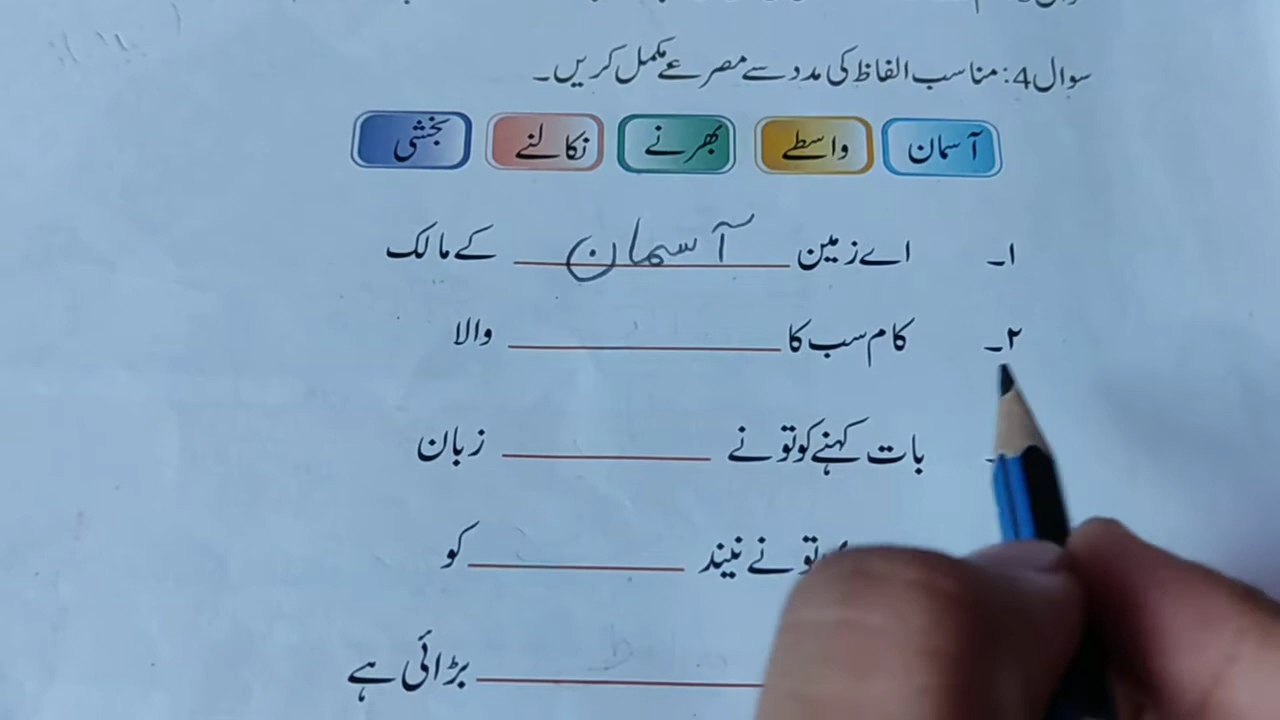 سوال 4: مناسب الفاظ کی مدد سے مصرعے مکمل کریں۔
آسمان واسطے بھرنے نکالنے بخشی
۱۔ اے زمین آسمان کے مالک
۲۔ کام سب کا والا
بات کہنے کو تو نے زبان
تو نے نیند کو
بڑائی ہے